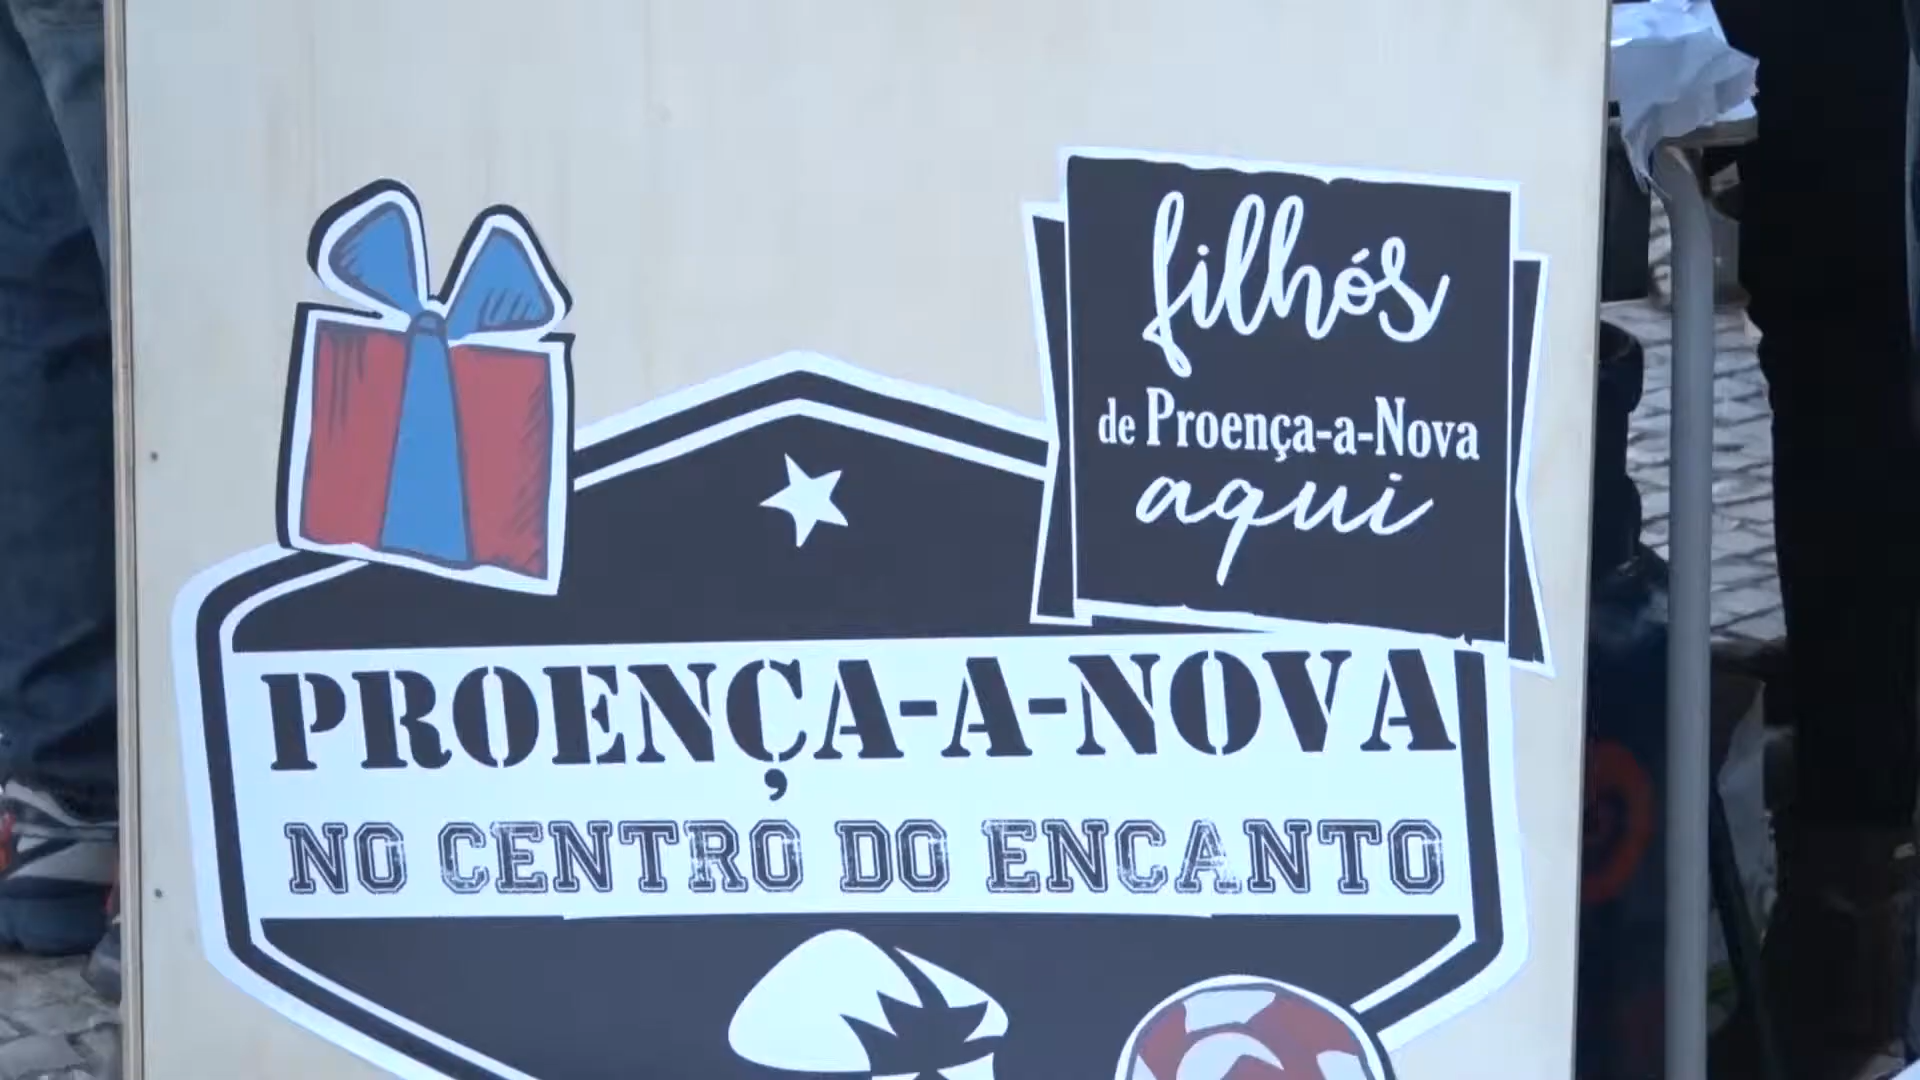 filhós
de Proença-a-Nova
aqui
PROENÇA-A-NOVA
NO CENTRO DO ENCANTO